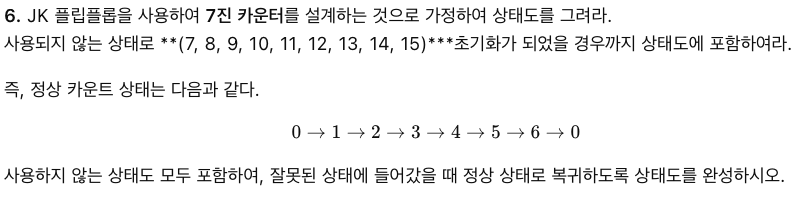 6. JK 플립플롭을 사용하여 7진 카운터를 설계하는 것으로 가정하여 상태도를 그려라.
사용되지 않는 상태로 **(7, 8, 9, 10, 11, 12, 13, 14, 15)***초기화가 되었을 경우까지 상태도에 포함하여라.
즉, 정상 카운트 상태는 다음과 같다.
0 → 1 → 2 → 3 → 4 → 5 → 6 → 0
사용하지 않는 상태도 모두 포함하여, 잘못된 상태에 들어갔을 때 정상 상태로 복귀하도록 상태도를 완성하시오.